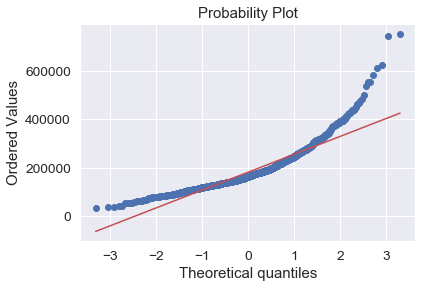 Probability Plot
Ordered Values
600000
400000
200000
0
−3 −2 −1 0 1 2 3
Theoretical quantiles